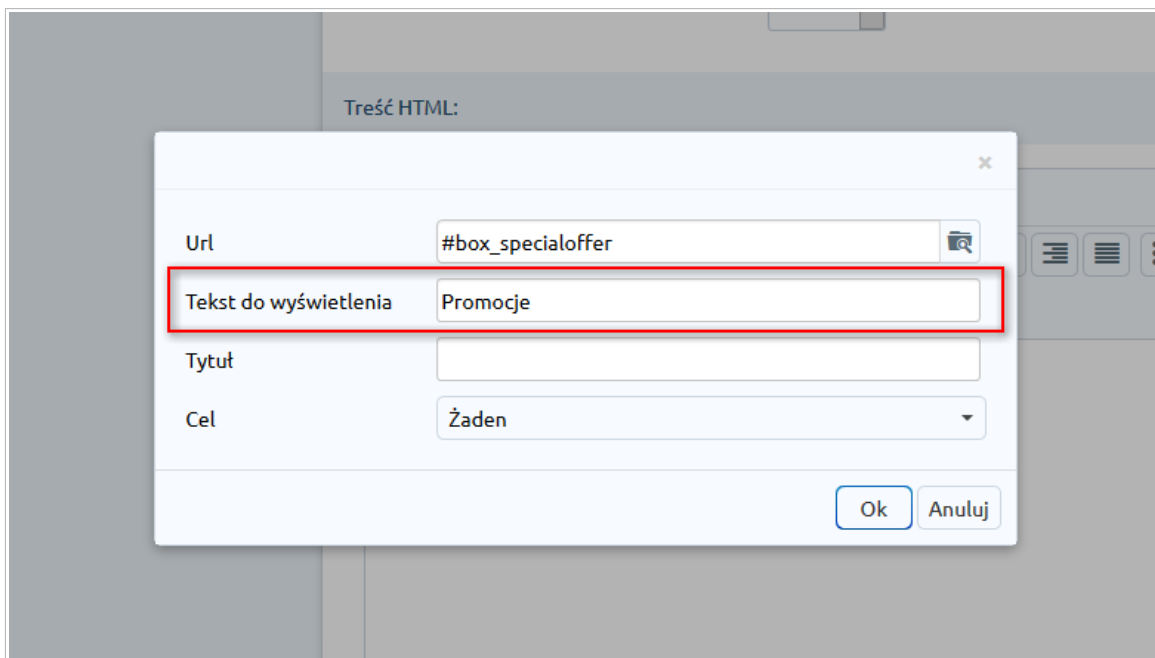 Treść HTML:
×
Url #box_specialoffer
Tekst do wyświetlenia Promocje
Tytuł
Cel Żaden
Ok Anuluj